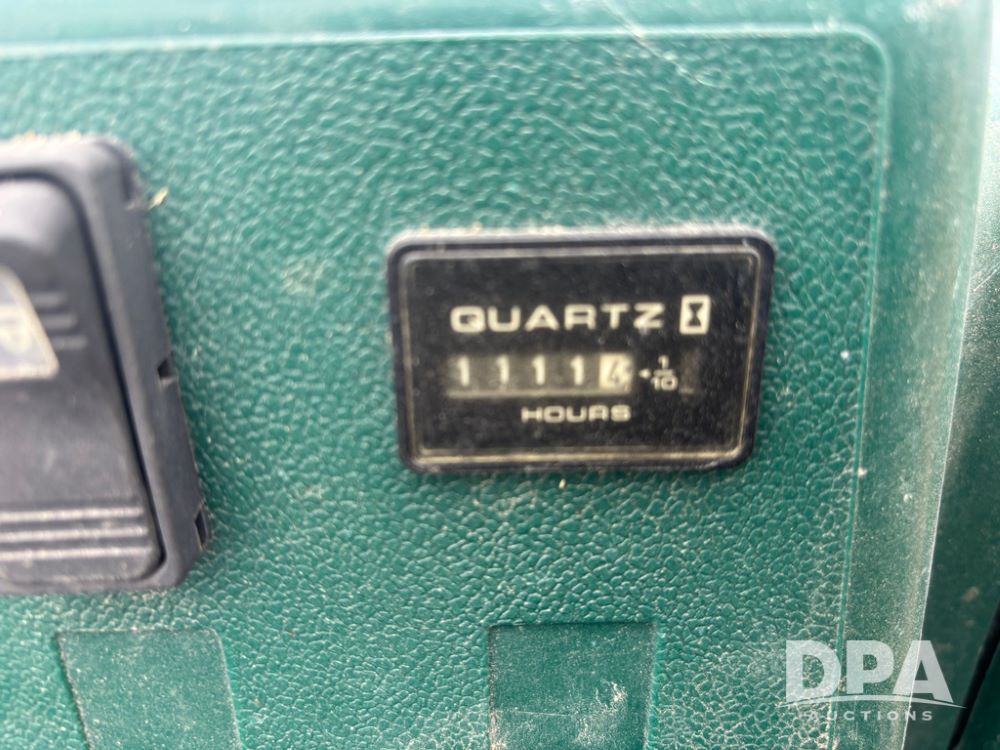 QUARTZ
11114 1/10
HOURS
DPA
AUCTIONS